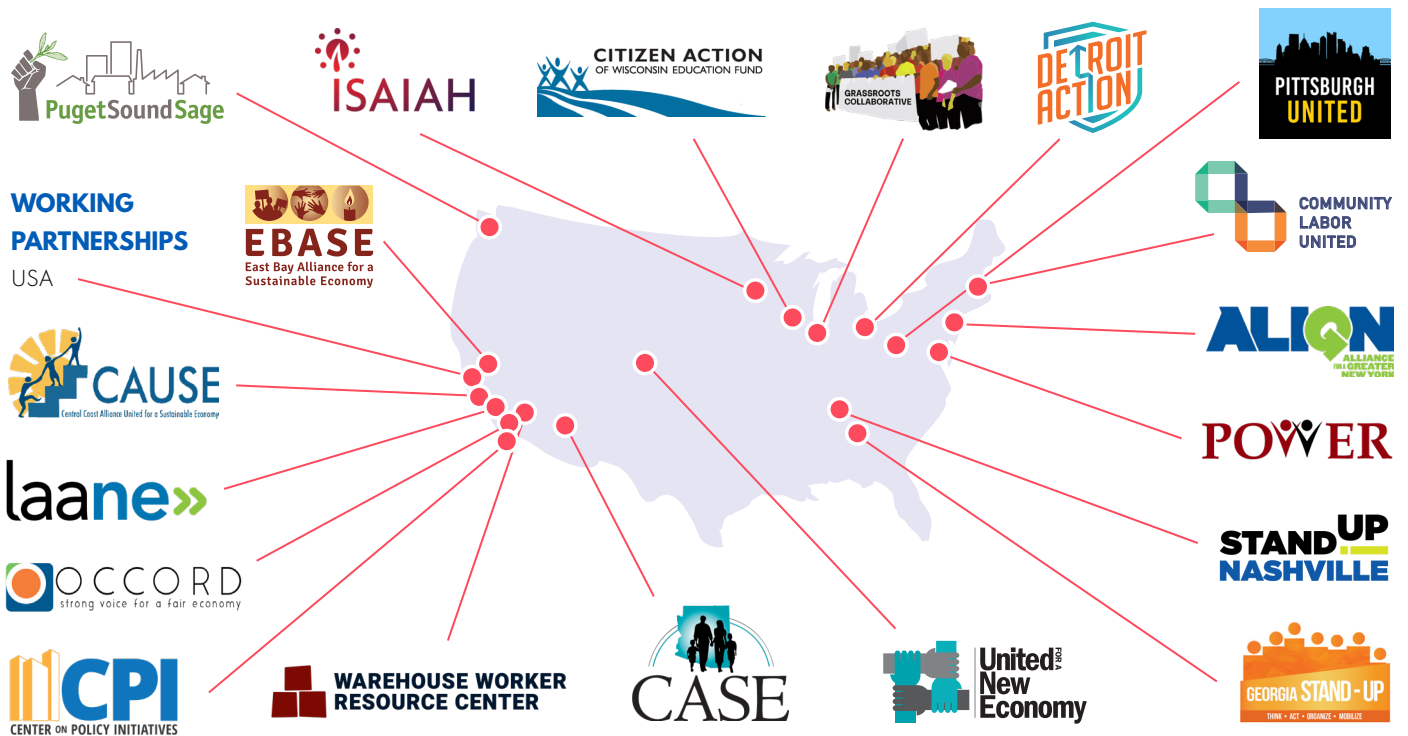 PugetSoundSage
ISAIAH
CITIZEN ACTION
OF WISCONSIN EDUCATION FUND
GRASSROOTS
COLLABORATIVE
DETROIT
ACTION
PITTSBURGH
UNITED
WORKING
PARTNERSHIPS
USA
EBASE
East Bay Alliance for a
Sustainable Economy
COMMUNITY
LABOR
UNITED
CAUSE
Central Coast Alliance United for a Sustainable Economy
ALIGN
ALLIANCE
FOR A GREATER
NEW YORK
POWER
laane»
STAND UP
NASHVILLE
OCCORD
strong voice for a fair economy
CPI
CENTER ON POLICY INITIATIVES
WAREHOUSE WORKER
RESOURCE CENTER
CASE
United FOR A
New
Economy
GEORGIA STAND-UP
THINK • ACT • ORGANIZE • MOBILIZE